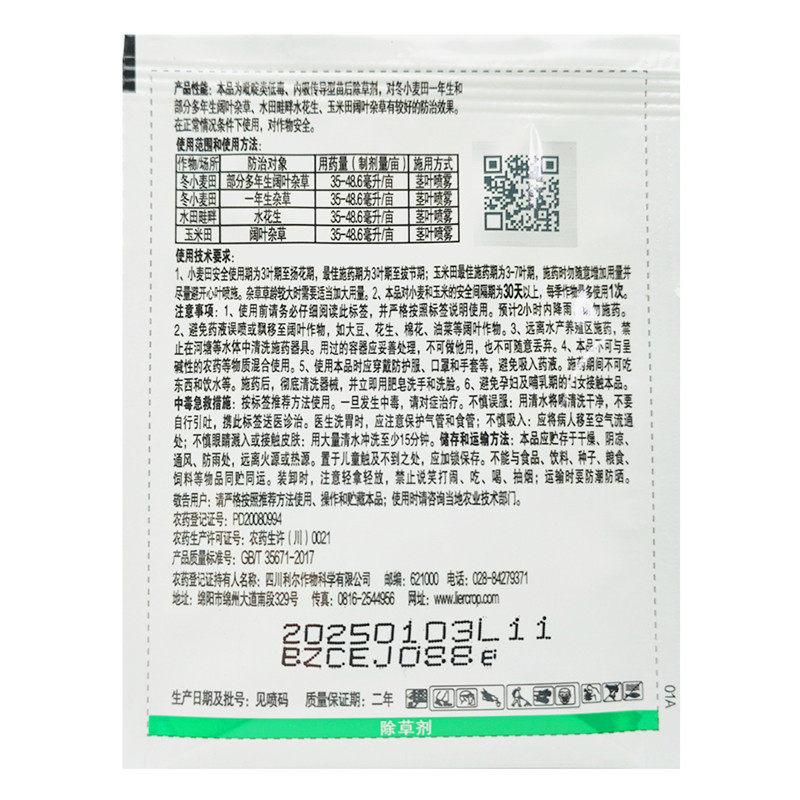 产品性能：本品为吡啶类低毒、内吸传导型苗后除草剂，对冬小麦田一年生和
部分多年生阔叶杂草、水田畦畔水花生、玉米田阔叶杂草有较好的防治效果。
在正常情况条件下使用，对作物安全。
使用范围和使用方法：
作物/场所 防治对象 用药量（制剂量/亩） 施用方式
冬小麦田 部分多年生阔叶杂草 35-48.6毫升/亩 茎叶喷雾
冬小麦田 一年生杂草 35-48.6毫升/亩 茎叶喷雾
水田畦畔 水花生 35-48.6毫升/亩 茎叶喷雾
玉米田 阔叶杂草 35-48.6毫升/亩 茎叶喷雾
使用技术要求：
1、小麦田安全使用期为3叶期至扬花期，最佳施药期为3叶期至拔节期；玉米田最佳施药期为3-7叶期，施药时勿随意增加用量并
尽量避开心叶喷施。杂草草龄较大时需要适当加大用量。2、本品对小麦和玉米的安全间隔期为30天以上，每季作物最多使用1次。
注意事项：1、使用前请务必仔细阅读此标签，并严格按照标签说明使用。预计2小时内降雨，请勿施药。
2、避免药液误喷或飘移至阔叶作物，如大豆、花生、棉花、油菜等阔叶作物。3、远离水产养殖区施药，禁
止在河塘等水体中清洗施药器具。用过的容器应妥善处理，不可做他用，也不可随意丢弃。4、本品不可与呈
碱性的农药等物质混合使用。5、使用本品时应穿戴防护服、口罩和手套等，避免吸入药液。施药期间不可吃
东西和饮水等。施药后，彻底清洗器械，并立即用肥皂洗手和洗脸。6、避免孕妇及哺乳期的妇女接触本品。
中毒急救措施：按标签推荐方法使用。一旦发生中毒，请对症治疗。不慎误服：用清水将嘴清洗干净，不要
自行引吐，携此标签送医诊治。医生洗胃时，应注意保护气管和食管；不慎吸入：应将病人移至空气流通
处；不慎眼睛溅入或接触皮肤：用大量清水冲洗至少15分钟。储存和运输方法：本品应贮存于干燥、阴凉、
通风、防雨处，远离火源或热源。置于儿童触及不到之处，应加锁保存。不能与食品、饮料、种子、粮食、
饲料等物品同贮同运。装卸时，注意轻拿轻放，禁止说笑打闹、吃、喝、抽烟；运输时要防潮防晒。
敬告用户：请严格按照推荐方法使用、操作和贮藏本品；使用时请咨询当地农业技术部门。
农药登记证号：PD20080994
农药生产许可证号：农药生许（川）0021
产品质量标准号：GB/T 35671-2017
农药登记证持有人名称：四川利尔作物科学有限公司 邮编：621000 电话：028-84279371
地址：绵阳市绵州大道南段329号 传真：0816-2544956 网址：www.liercrop.com
20250103L11
BZCEJ088e
生产日期及批号：见喷码 质量保证期：二年
01A
除草剂